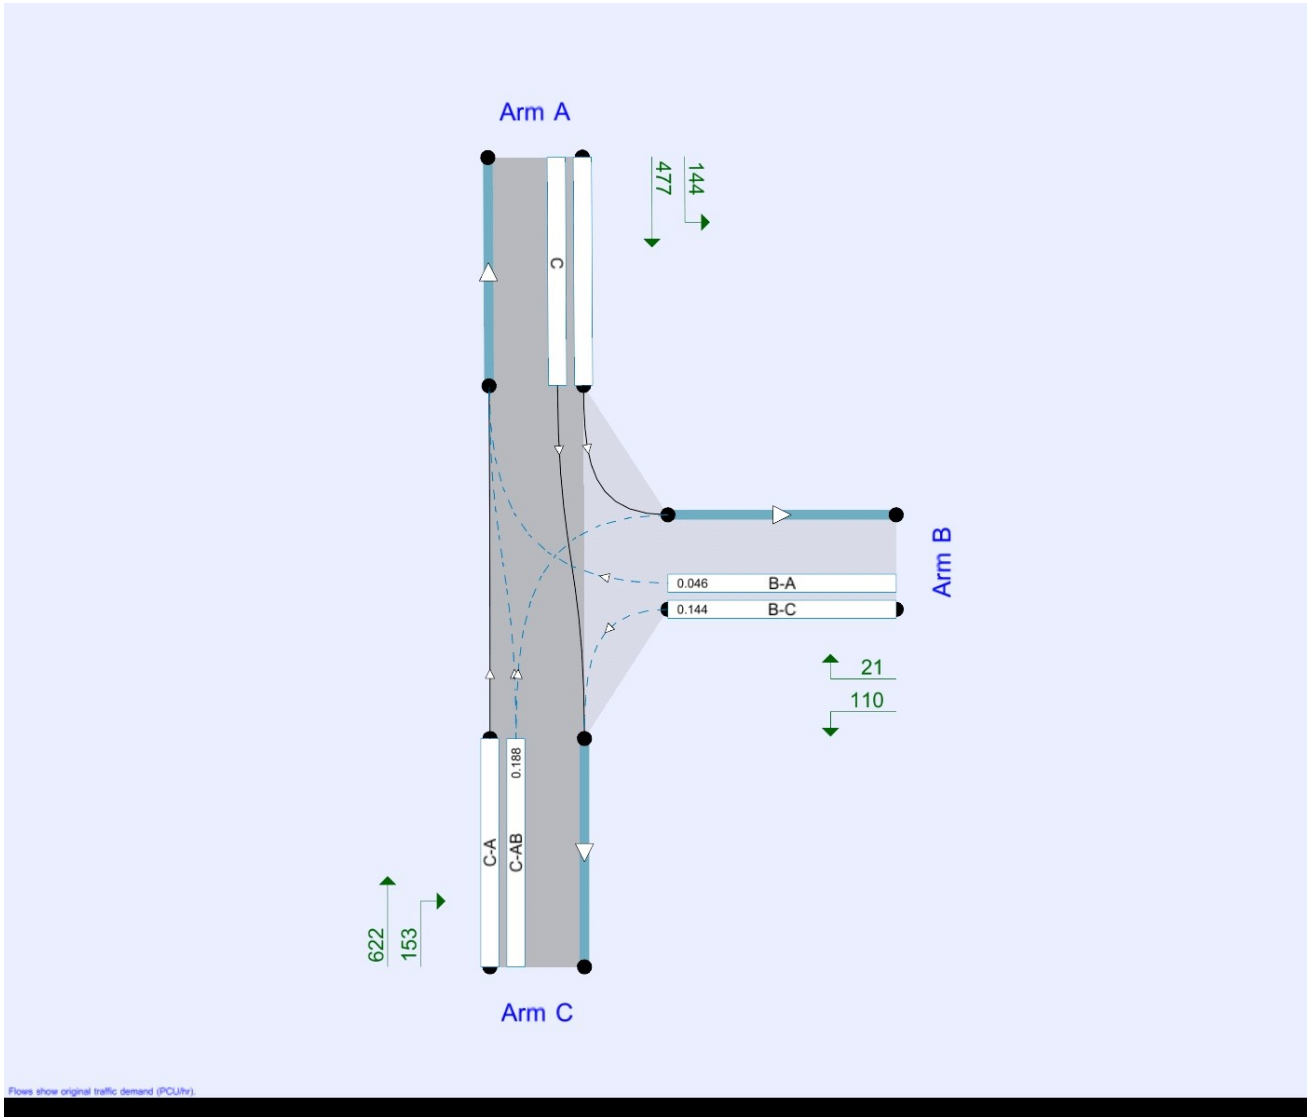 Arm A
477
144
C
Arm B
0.046 B-A
0.144 B-C
21
110
0.188
C-A
C-AB
622
153
Arm C
Flows show original traffic demand (PCU/hr).